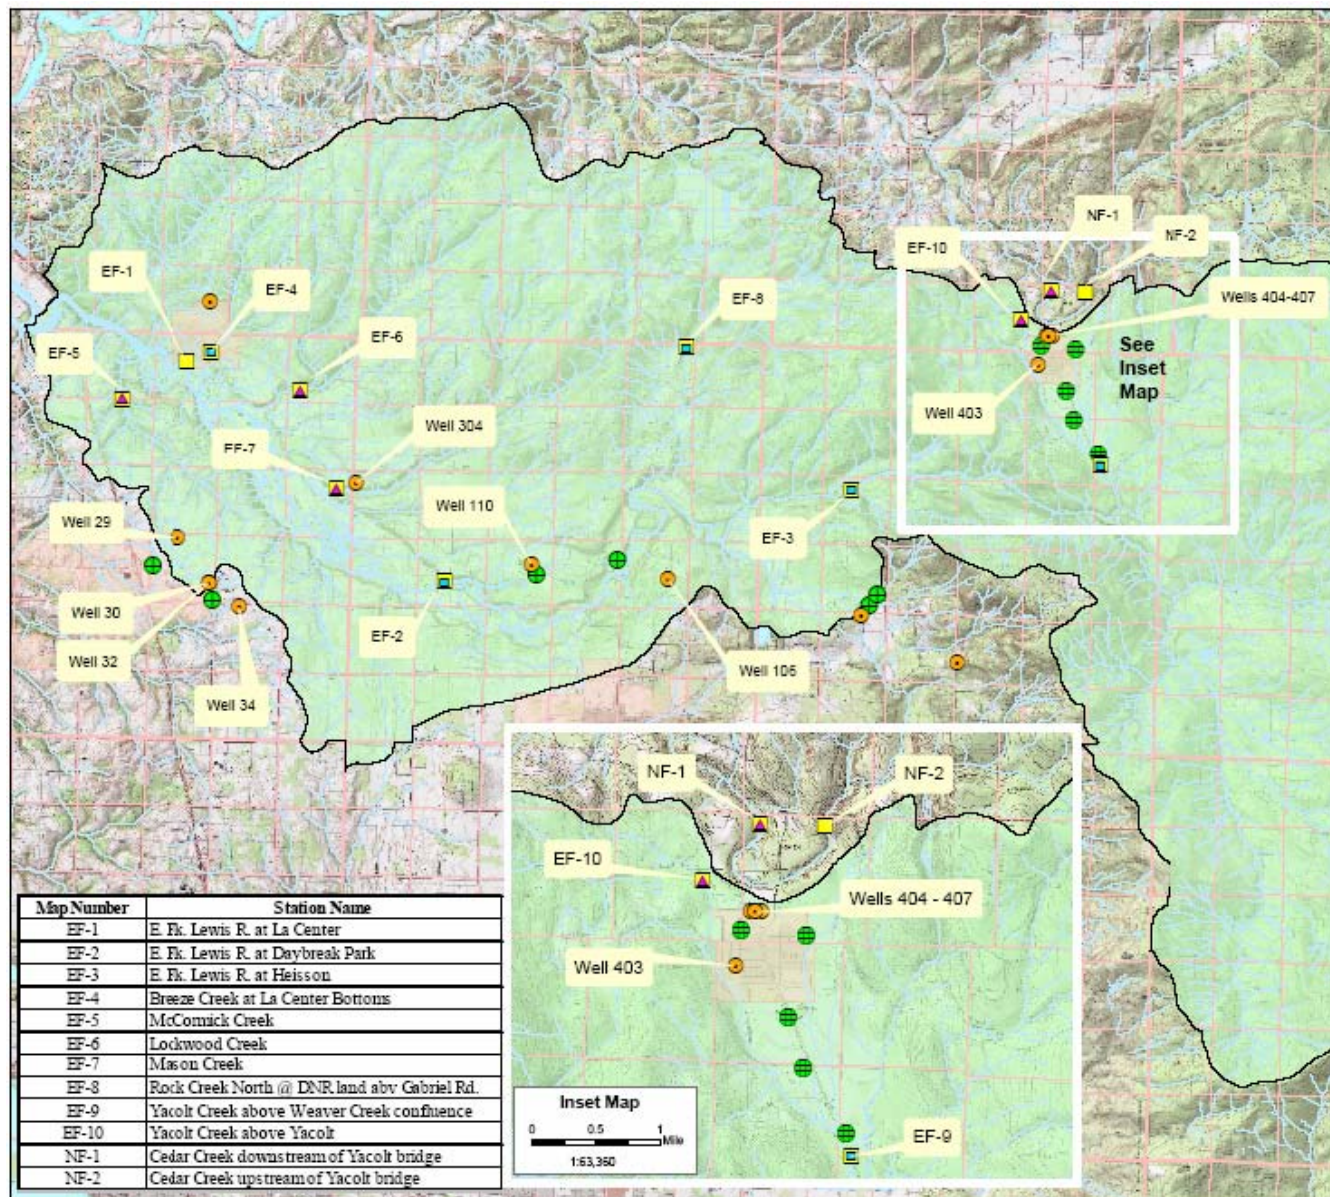 NF-1
NF-2
EF-10
EF-1
EF-4
EF-8
Wells 404-407
EF-5
EF-6
See
Inset
Map
Well 403
Well 304
EF-7
Well 110
Well 29
EF-3
Well 30
EF-2
Well 32
Well 106
Well 34
NF-1
NF-2
EF-10
Wells 404 - 407
Well 403
EF-9
Inset Map
0 0.5 1
Mile
1:63,360
Map Number Station Name
EF-1 E. Fk. Lewis R. at La Center
EF-2 E. Fk. Lewis R. at Daybreak Park
EF-3 E. Fk. Lewis R. at Heisson
EF-4 Breeze Creek at La Center Bottoms
EF-5 McCormick Creek
EF-6 Lockwood Creek
EF-7 Mason Creek
EF-8 Rock Creek North @ DNR land abv Gabriel Rd.
EF-9 Yacolt Creek above Weaver Creek confluence
EF-10 Yacolt Creek above Yacolt
NF-1 Cedar Creek downstream of Yacolt bridge
NF-2 Cedar Creek upstream of Yacolt bridge